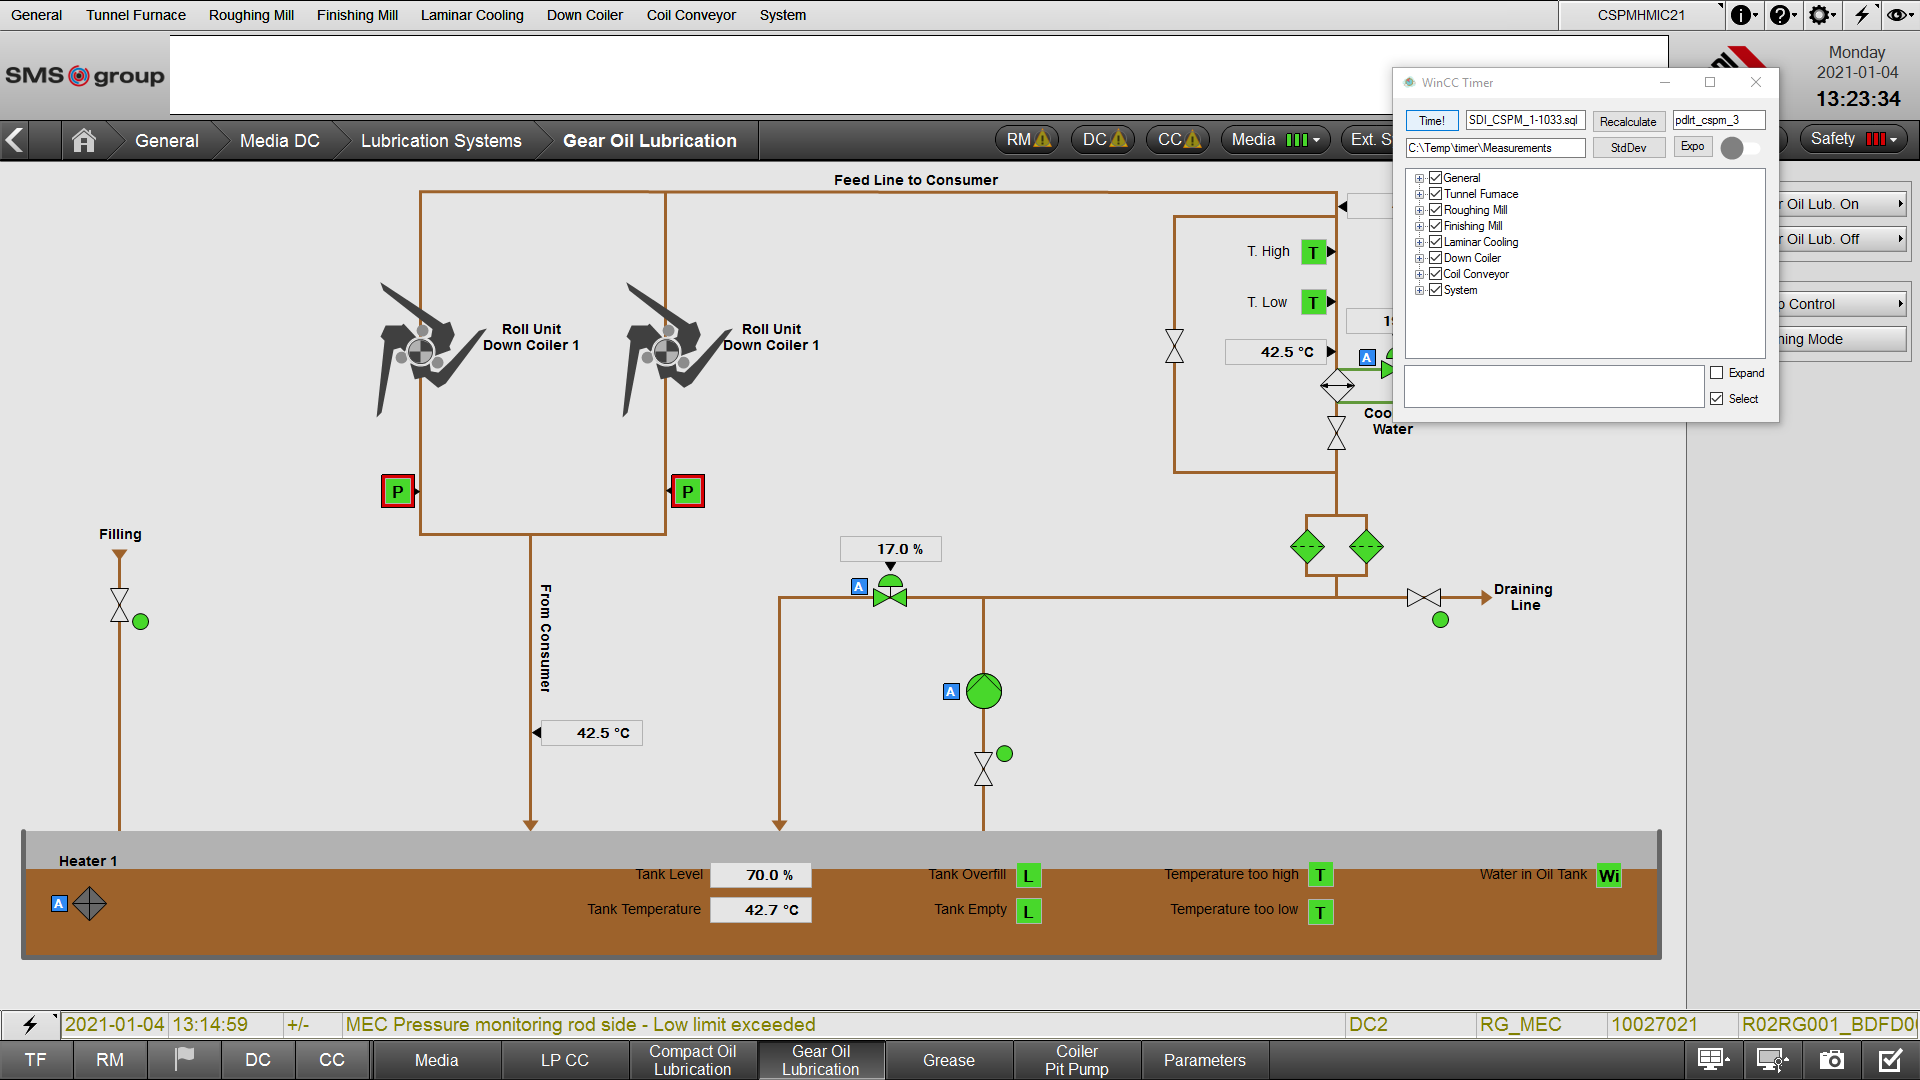 General Tunnel Furnace Roughing Mill Finishing Mill Laminar Cooling Down Coiler Coil Conveyor System CSPMHMIC21
SMS group
Monday
2021-01-04
13:23:34
General Media DC Lubrication Systems Gear Oil Lubrication RM DC CC Media Ext. S Safety
WinCC Timer
Time! SDI_CSPM_1-1033.sql Recalculate pdlrt_cspm_3
C:\Temp\timer\Measurements StdDev Expo
General
Tunnel Furnace
Roughing Mill
Finishing Mill
Laminar Cooling
Down Coiler
Coil Conveyor
System
Expand
Select
Oil Lub. On
Oil Lub. Off
Control
Mode
Feed Line to Consumer
T. High T
T. Low T
42.5 °C
A
Water
Roll Unit
Down Coiler 1
Roll Unit
Down Coiler 1
P
P
Filling
17.0 %
A
From Consumer
Draining
Line
A
42.5 °C
Heater 1
A
Tank Level 70.0 %
Tank Temperature 42.7 °C
Tank Overfill L
Tank Empty L
Temperature too high T
Temperature too low T
Water in Oil Tank Wi
2021-01-04 13:14:59 +/- MEC Pressure monitoring rod side - Low limit exceeded DC2 RG_MEC 10027021 R02RG001_BDFD0
TF RM DC CC Media LP CC Compact Oil Lubrication Gear Oil Lubrication Grease Coiler Pit Pump Parameters